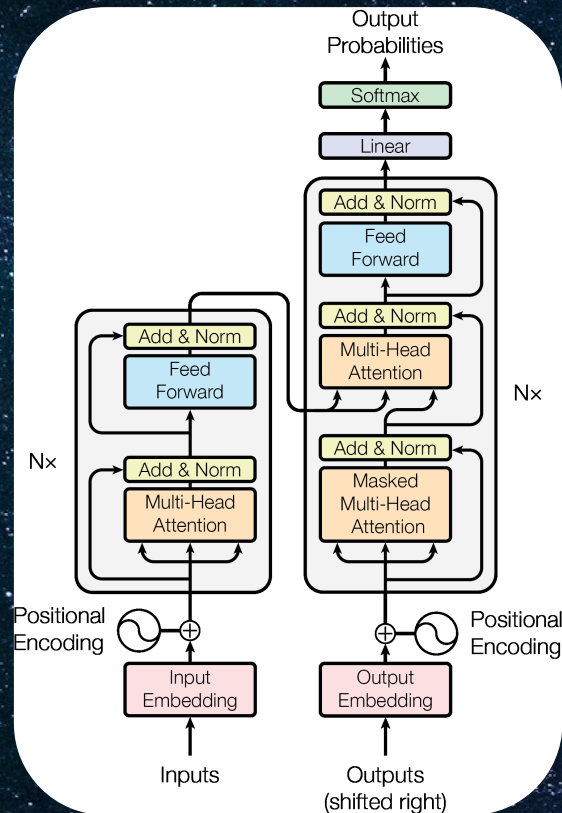 Output
Probabilities
Softmax
Linear
Add & Norm
Feed
Forward
Add & Norm
Multi-Head
Attention
Add & Norm
Masked
Multi-Head
Attention
N×
Add & Norm
Feed
Forward
Add & Norm
Multi-Head
Attention
N×
Positional
Encoding
Positional
Encoding
Input
Embedding
Output
Embedding
Inputs
Outputs
(shifted right)